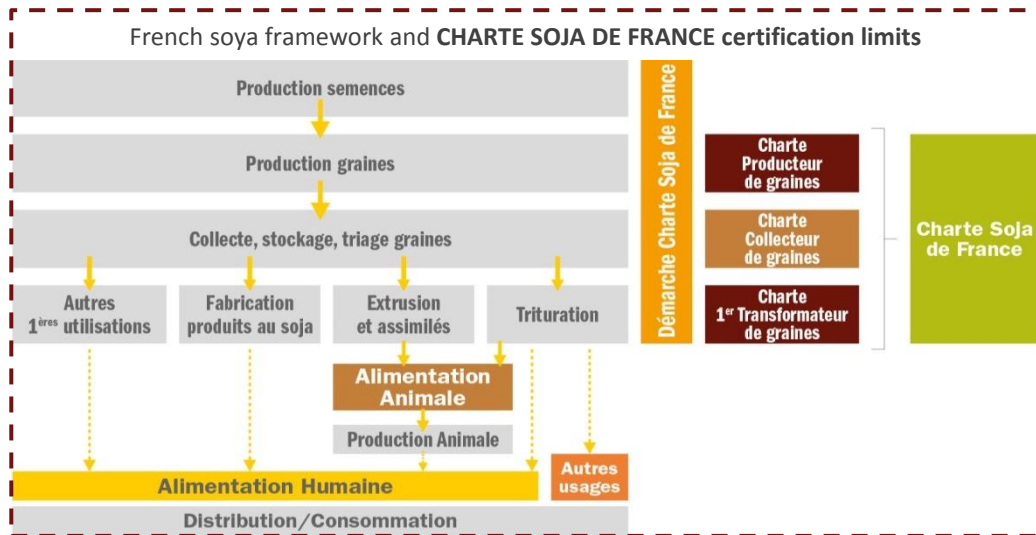 French soya framework and CHARTE SOJA DE FRANCE certification limits
Production semences
Production graines
Collecte, stockage, triage graines
Autres
1ères utilisations
Fabrication
produits au soja
Extrusion
et assimilés
Trituration
Alimentation
Animale
Production Animale
Alimentation Humaine
Autres
usages
Distribution/Consommation
Démarche Charte Soja de France
Charte
Producteur
de graines
Charte
Collecteur
de graines
Charte
1er Transformateur
de graines
Charte Soja
de France